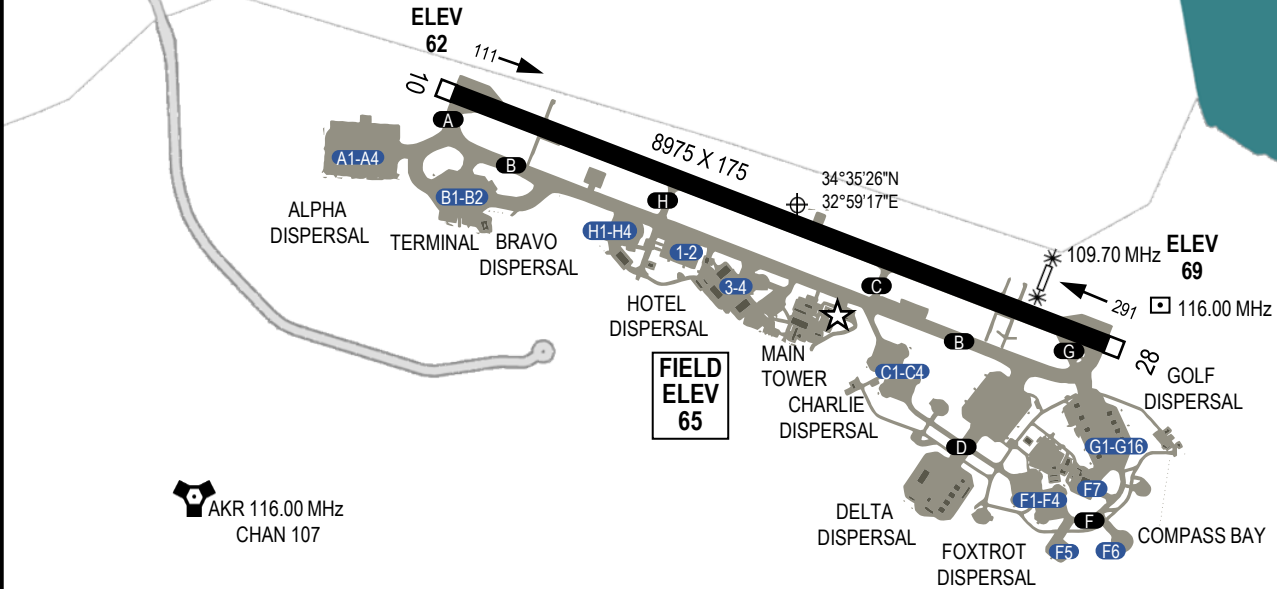 ELEV
62
111
10
A
A1-A4
B
8975 X 175
34°35'26"N
32°59'17"E
B1-B2
H
ALPHA
DISPERSAL
TERMINAL
BRAVO
DISPERSAL
H1-H4
1-2
3-4
HOTEL
DISPERSAL
C
109.70 MHz
ELEV
69
291
116.00 MHz
B
G
28
MAIN
TOWER
FIELD
ELEV
65
C1-C4
CHARLIE
DISPERSAL
GOLF
DISPERSAL
D
G1-G16
F7
F1-F4
F
AKR 116.00 MHz
CHAN 107
DELTA
DISPERSAL
COMPASS BAY
F5
F6
FOXTROT
DISPERSAL